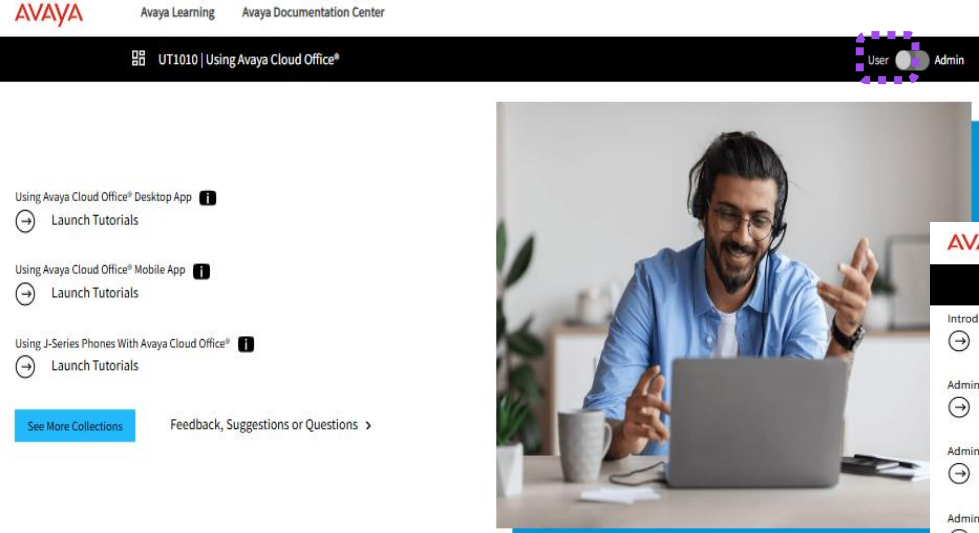 AVAYA
Avaya Learning
Avaya Documentation Center
UT1010 | Using Avaya Cloud Office®
User
Admin
Using Avaya Cloud Office® Desktop App i
Launch Tutorials
Using Avaya Cloud Office® Mobile App i
Launch Tutorials
Using J-Series Phones With Avaya Cloud Office® i
Launch Tutorials
See More Collections
Feedback, Suggestions or Questions >